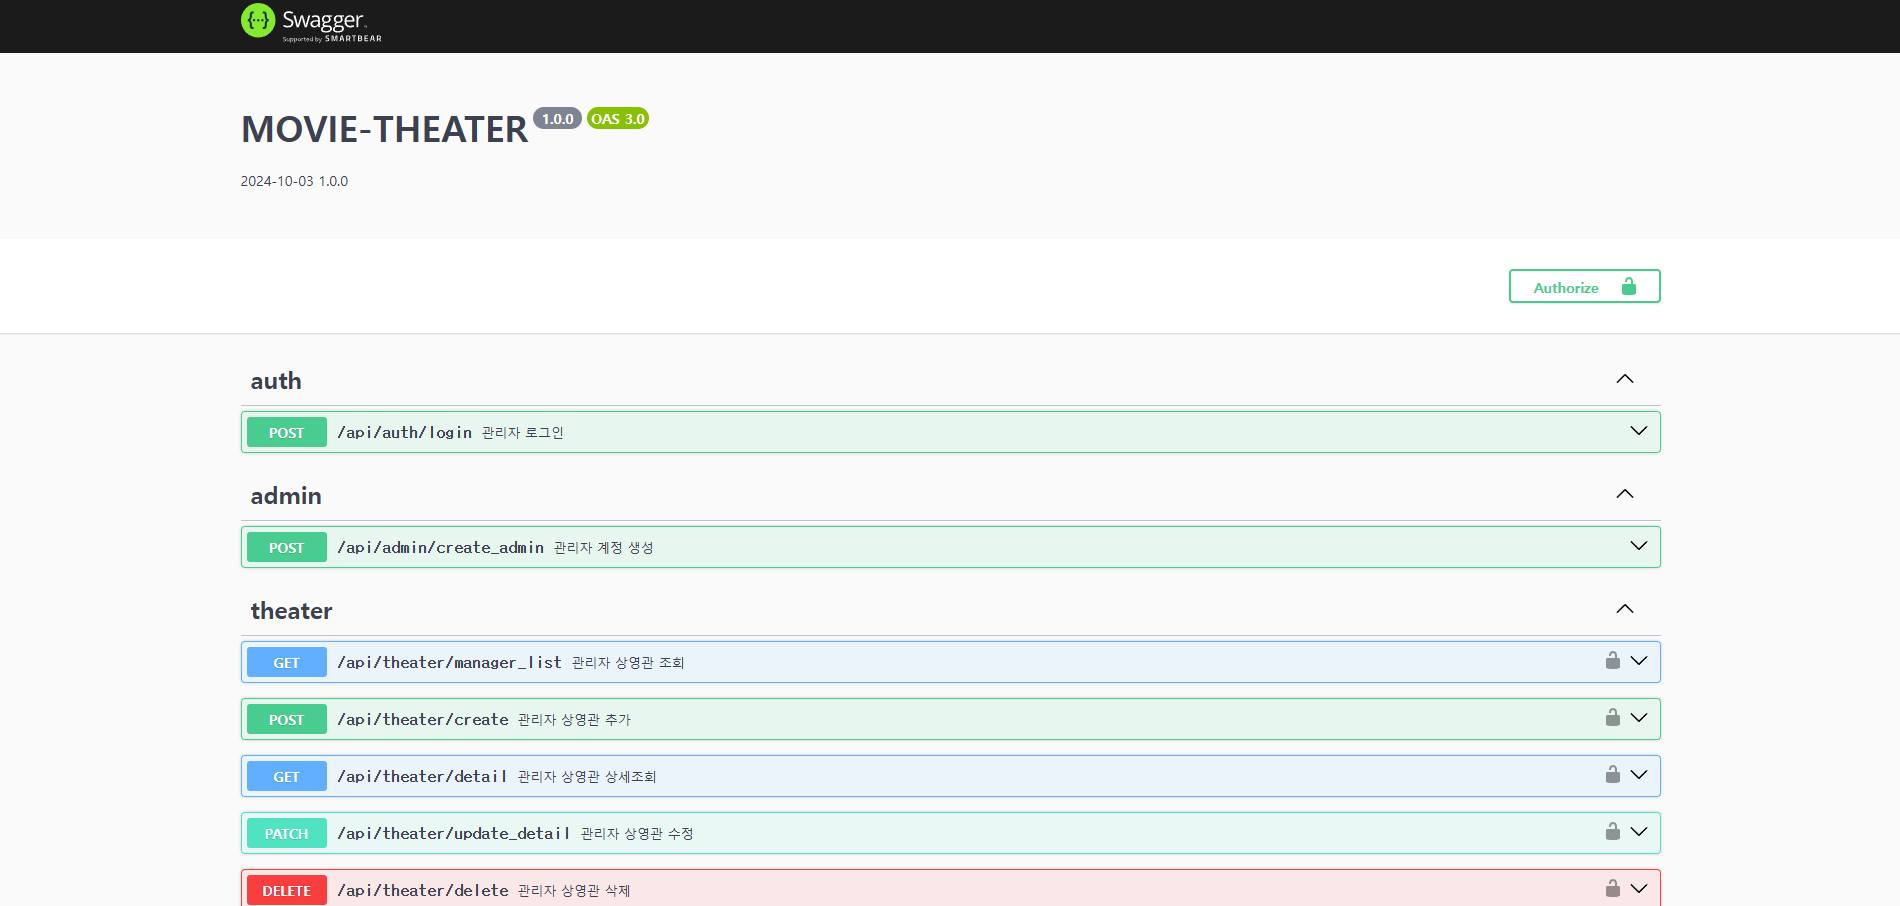 Swagger
Supported by SMARTBEAR
MOVIE-THEATER 1.0.0 OAS 3.0
2024-10-03 1.0.0
Authorize
auth
POST /api/auth/login 관리자 로그인
admin
POST /api/admin/create_admin 관리자 계정 생성
theater
GET /api/theater/manager_list 관리자 상영관 조회
POST /api/theater/create 관리자 상영관 추가
GET /api/theater/detail 관리자 상영관 상세조회
PATCH /api/theater/update_detail 관리자 상영관 수정
DELETE /api/theater/delete 관리자 상영관 삭제